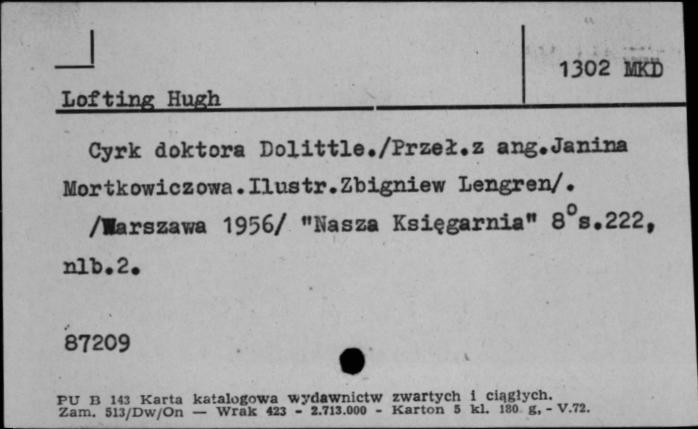 1302 MKD
Lofting Hugh
Cyrk doktora Dolittle./Przeł.z ang.Janina
Mortkowiczowa.Ilustr.Zbigniew Lengren/.
/Warszawa 1956/ "Nasza Księgarnia" 8°s.222,
nlb.2.
87209
PU B 143 Karta katalogowa wydawnictw zwartych i ciągłych.
Zam. 513/Dw/On — Wrak 423 - 2.713.000 - Karton 5 kl. 180 g, - V.72.